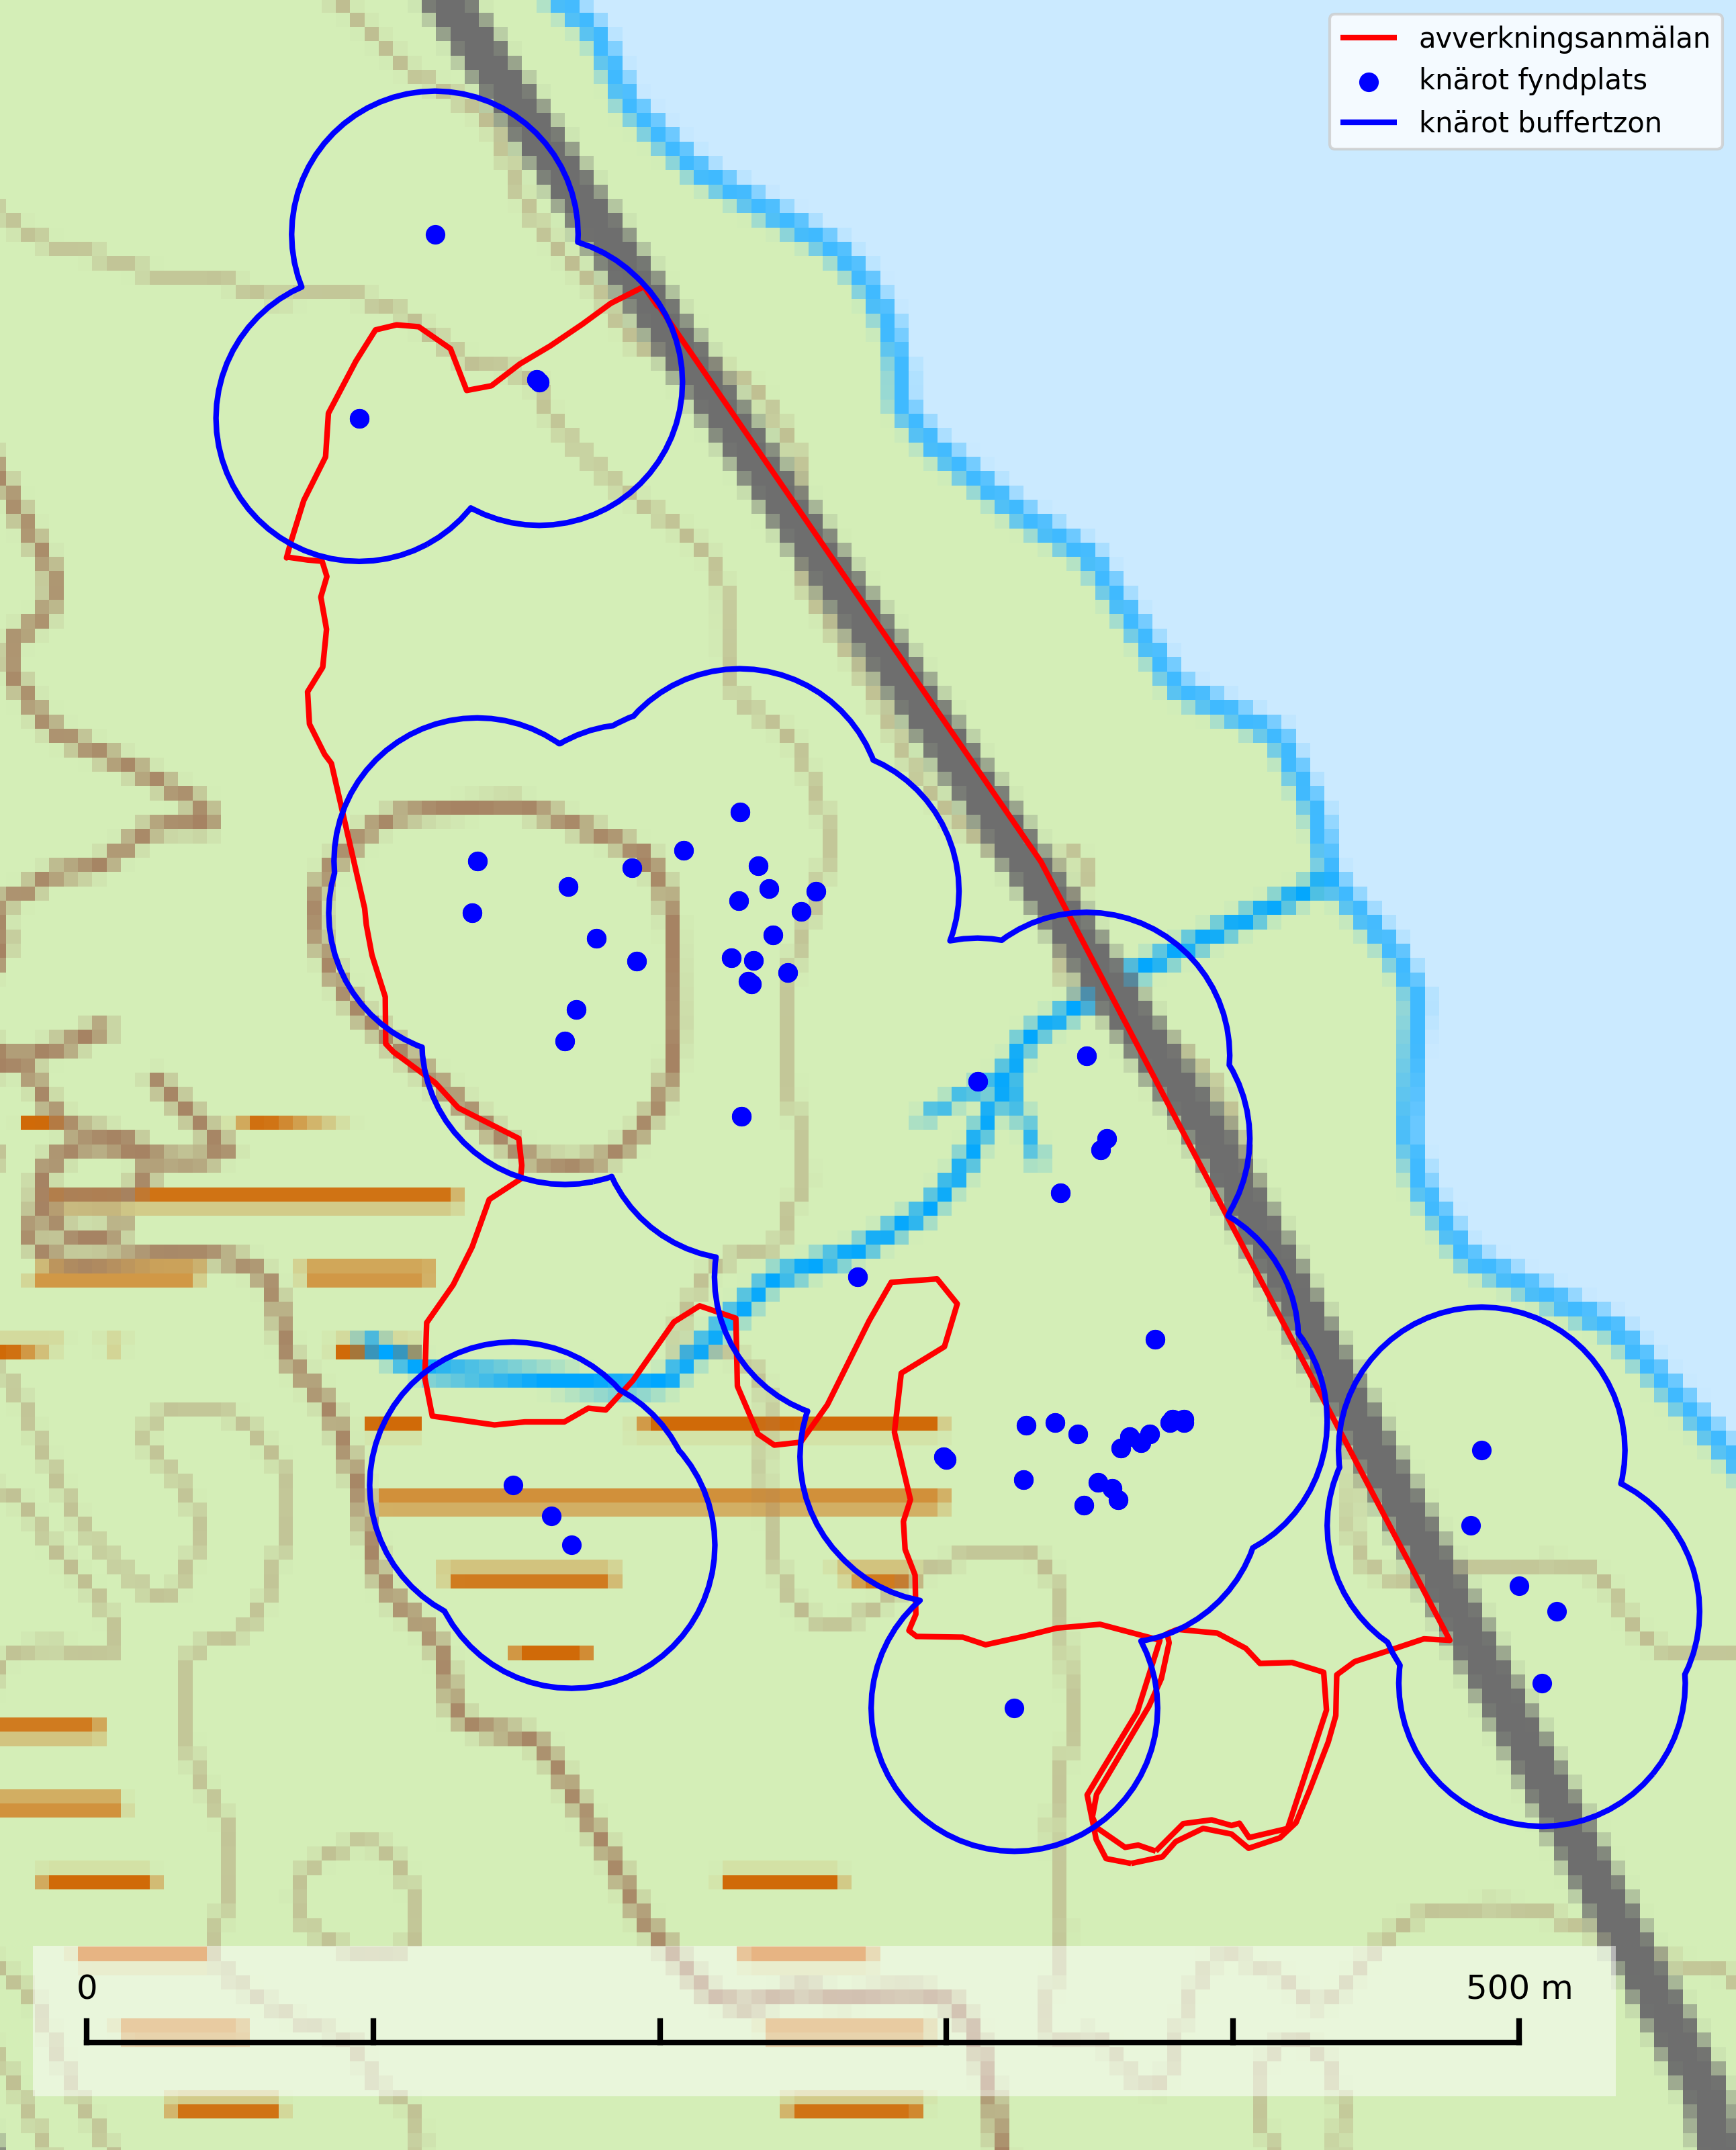 avverkningsanmälan
knärot fyndplats
knärot buffertzon
0
500 m